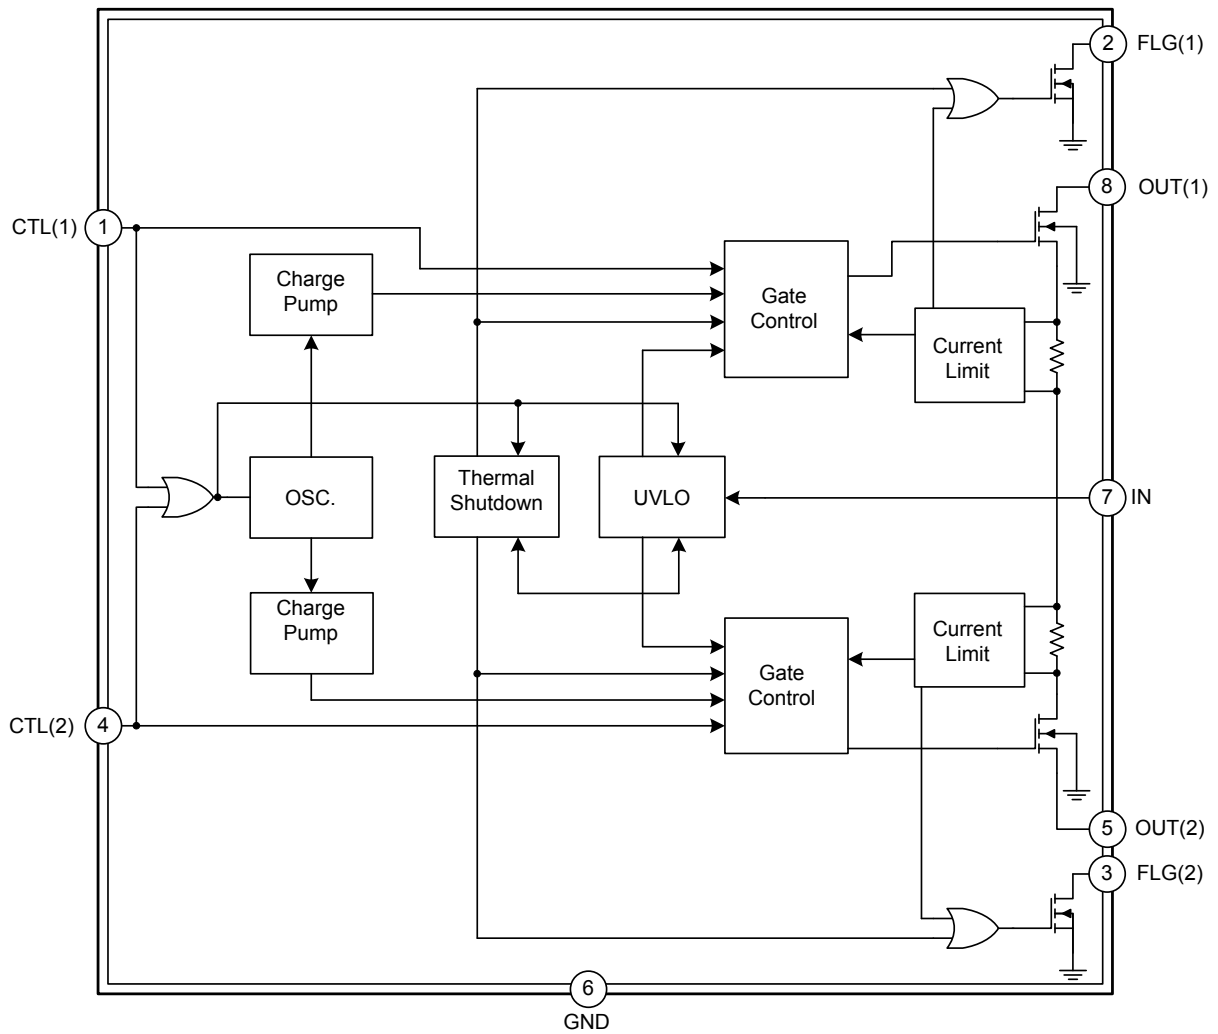 2 FLG(1)
8 OUT(1)
CTL(1) 1
Charge
Pump
Gate
Control
Current
Limit
OSC.
Thermal
Shutdown
UVLO
7 IN
Charge
Pump
Gate
Control
Current
Limit
CTL(2) 4
5 OUT(2)
3 FLG(2)
6
GND